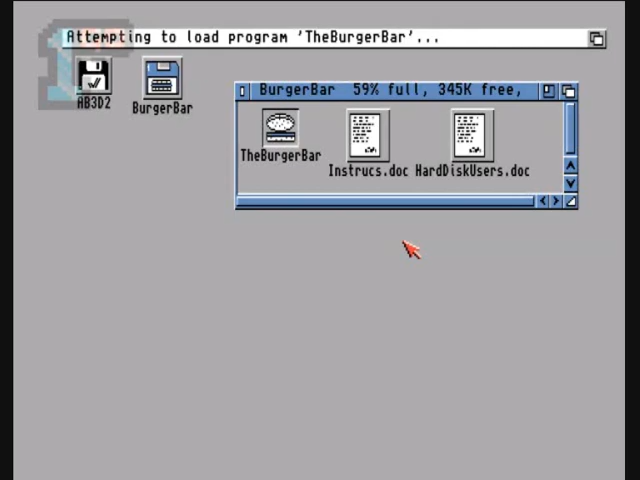 Attempting to load program 'TheBurgerBar'...
AB3D2
BurgerBar
BurgerBar 59% full, 345K free,
TheBurgerBar
Instrucs.doc
HardDiskUsers.doc